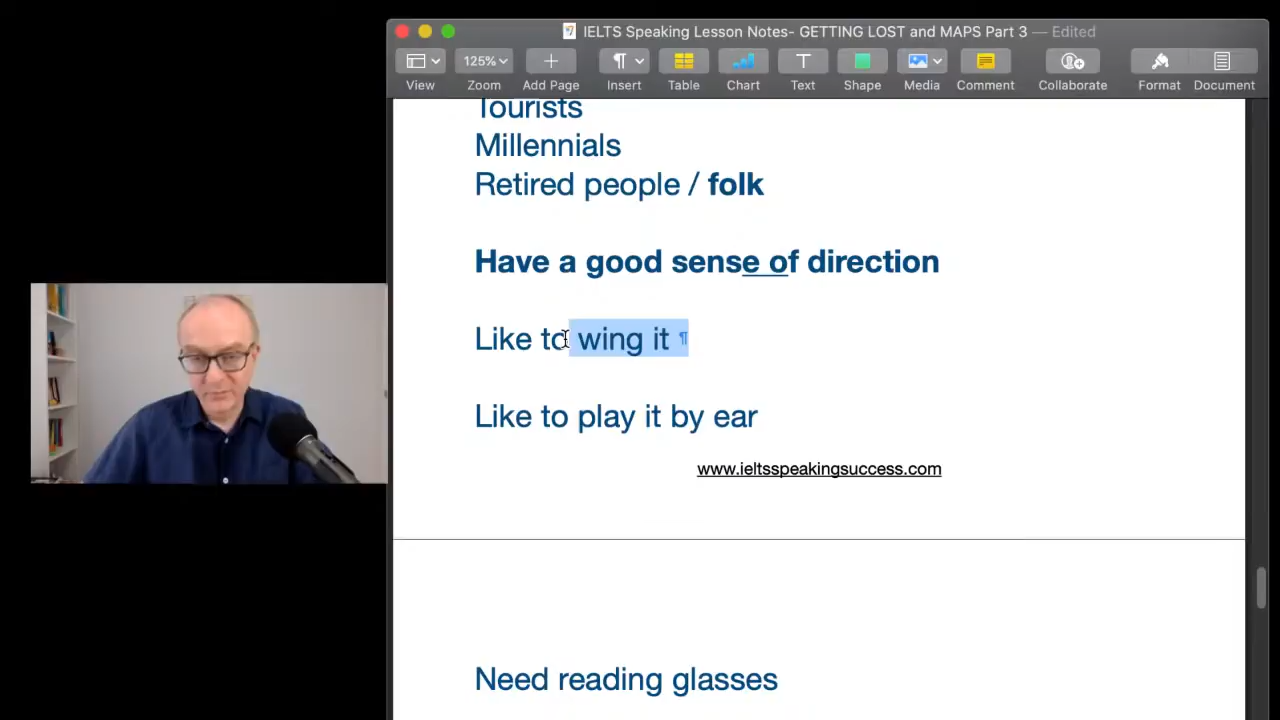 IELTS Speaking Lesson Notes- GETTING LOST and MAPS Part 3 — Edited
125%
View
Zoom
Add Page
Insert
Table
Chart
Text
Shape
Media
Comment
Collaborate
Format
Document
Tourists
Millennials
Retired people / folk
Have a good sense of direction
Like to wing it ¶
Like to play it by ear
www.ieltsspeakingsuccess.com
Need reading glasses